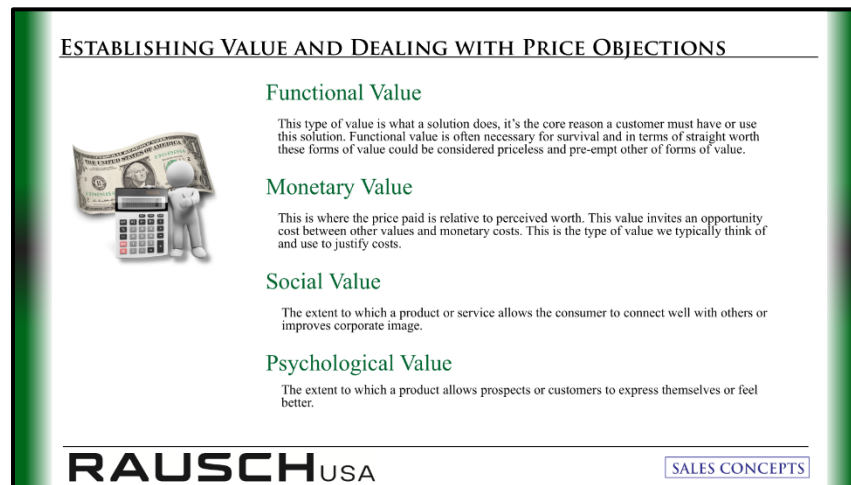 ESTABLISHING VALUE AND DEALING WITH PRICE OBJECTIONS
Functional Value
This type of value is what a solution does, it's the core reason a customer must have or use
this solution. Functional value is often necessary for survival and in terms of straight worth
these forms of value could be considered priceless and pre-empt other of forms of value.
Monetary Value
This is where the price paid is relative to perceived worth. This value invites an opportunity
cost between other values and monetary costs. This is the type of value we typically think of
and use to justify costs.
Social Value
The extent to which a product or service allows the consumer to connect well with others or
improves corporate image.
Psychological Value
The extent to which a product allows prospects or customers to express themselves or feel
better.
RAUSCH USA
SALES CONCEPTS